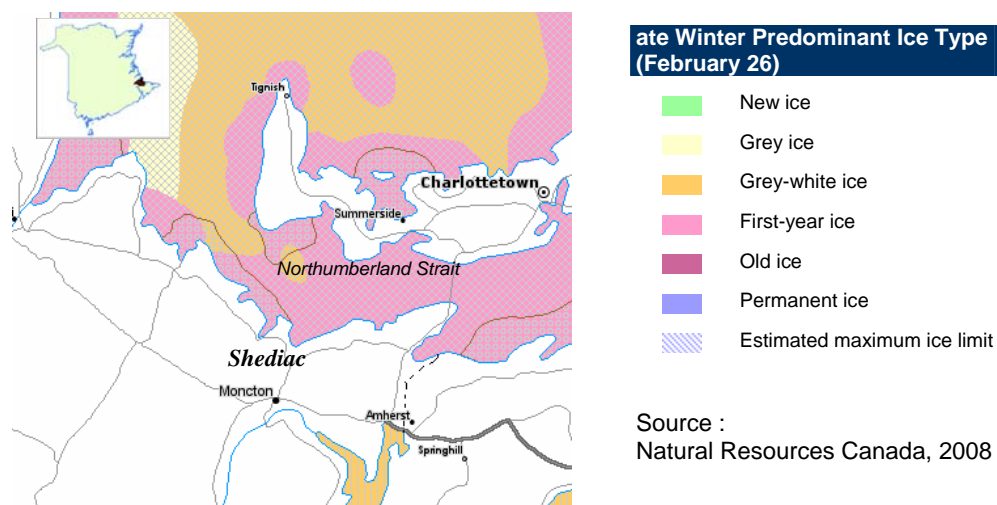 Tignish
Charlottetown
Summerside
Northumberland Strait
Shediac
Moncton
Amherst
Springhill
ate Winter Predominant Ice Type
(February 26)
New ice
Grey ice
Grey-white ice
First-year ice
Old ice
Permanent ice
Estimated maximum ice limit
Source :
Natural Resources Canada, 2008